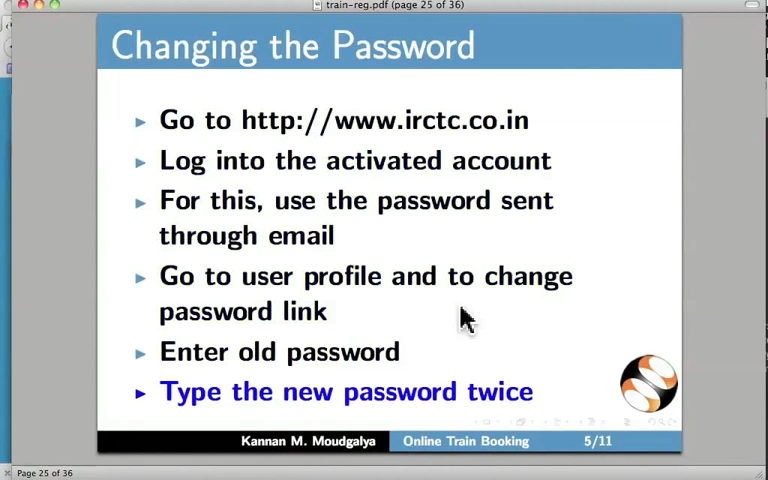 train-reg.pdf (page 25 of 36)
Changing the Password
Go to http://www.irctc.co.in
Log into the activated account
For this, use the password sent
through email
Go to user profile and to change
password link
Enter old password
Type the new password twice
Kannan M. Moudgalya Online Train Booking 5/11
Page 25 of 36